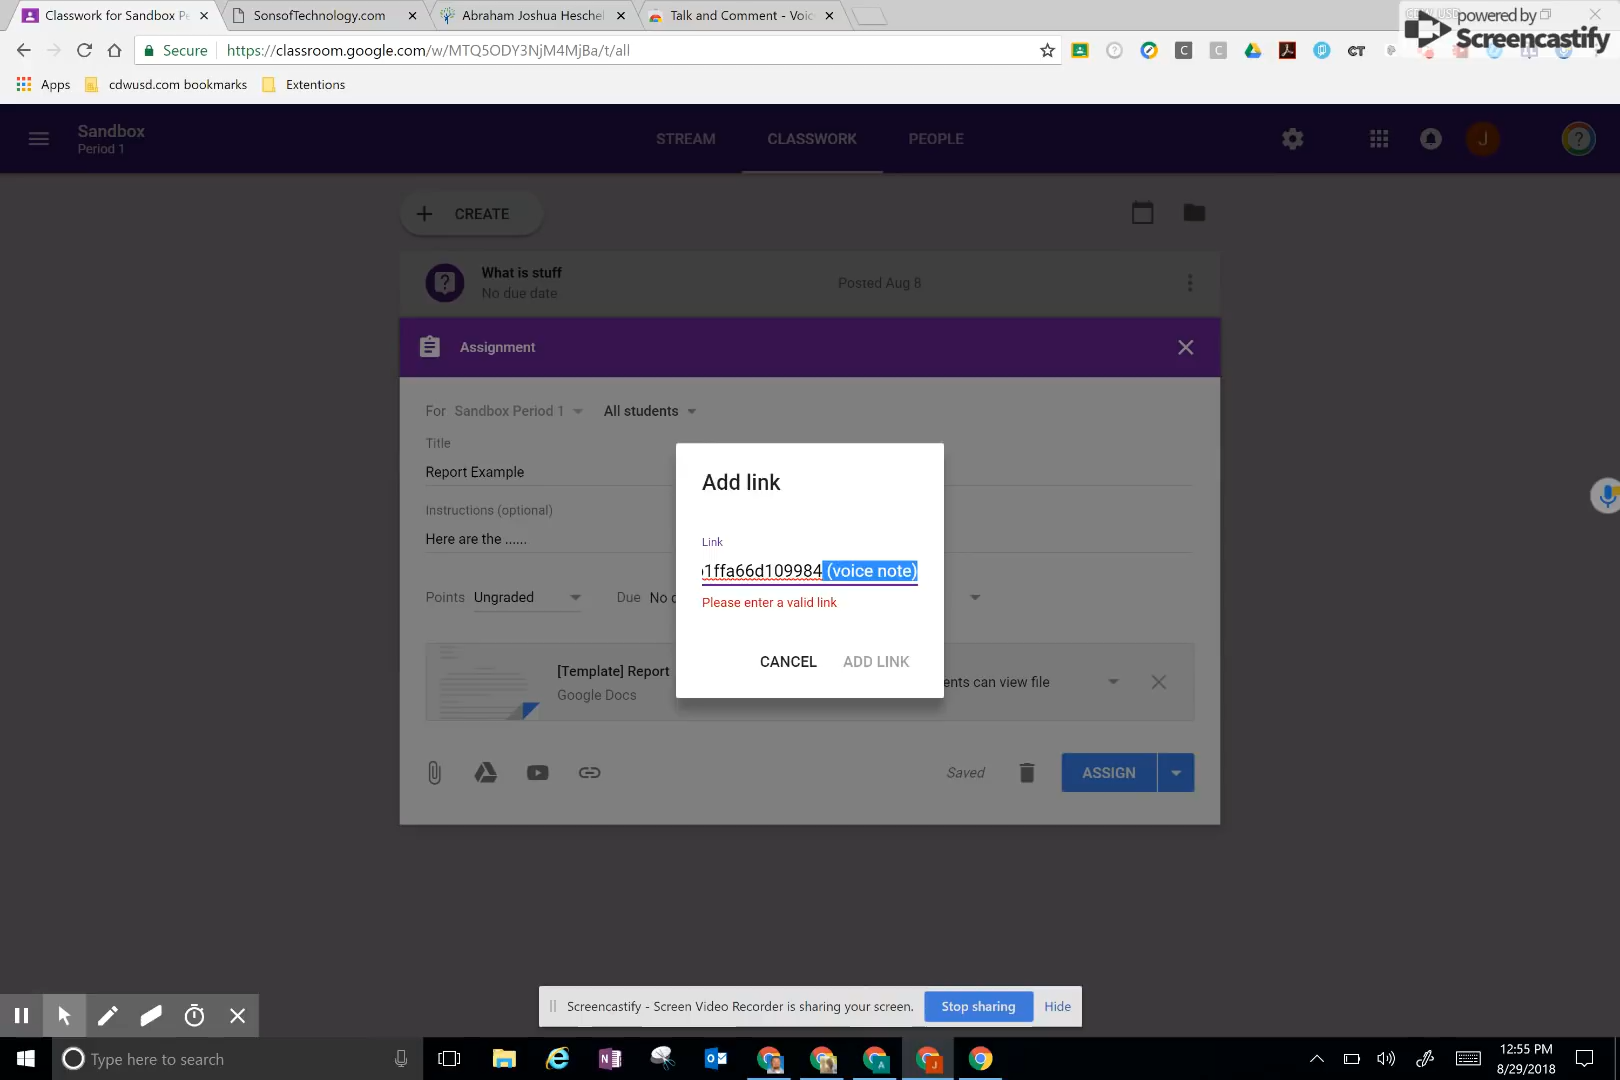 Classwork for Sandbox Pe
SonsofTechnology.com
Abraham Joshua Heschel
Talk and Comment - Voic
powered by
Screencastify
Secure
https://classroom.google.com/w/MTQ5ODY3NjM4MjBa/t/all
Apps
cdwusd.com bookmarks
Extentions
Sandbox
Period 1
STREAM
CLASSWORK
PEOPLE
J
CREATE
What is stuff
No due date
Posted Aug 8
Assignment
For Sandbox Period 1
All students
Title
Report Example
Instructions (optional)
Here are the ......
Points Ungraded
Due No d
[Template] Report
Google Docs
ents can view file
Add link
Link
1ffa66d109984 (voice note)
Please enter a valid link
CANCEL
ADD LINK
Saved
ASSIGN
Screencastify - Screen Video Recorder is sharing your screen.
Stop sharing
Hide
Type here to search
12:55 PM
8/29/2018